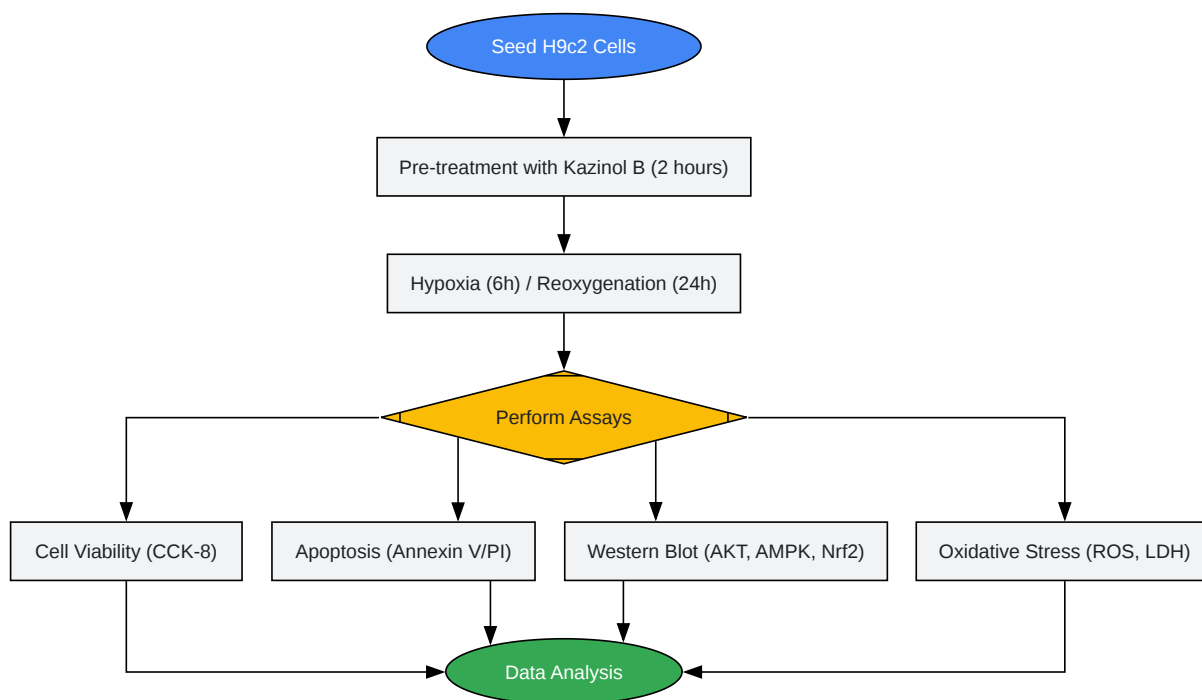 Seed H9c2 Cells
Pre-treatment with Kazinol B (2 hours)
Hypoxia (6h) / Reoxygenation (24h)
Perform Assays
Cell Viability (CCK-8)
Apoptosis (Annexin V/PI)
Western Blot (AKT, AMPK, Nrf2)
Oxidative Stress (ROS, LDH)
Data Analysis